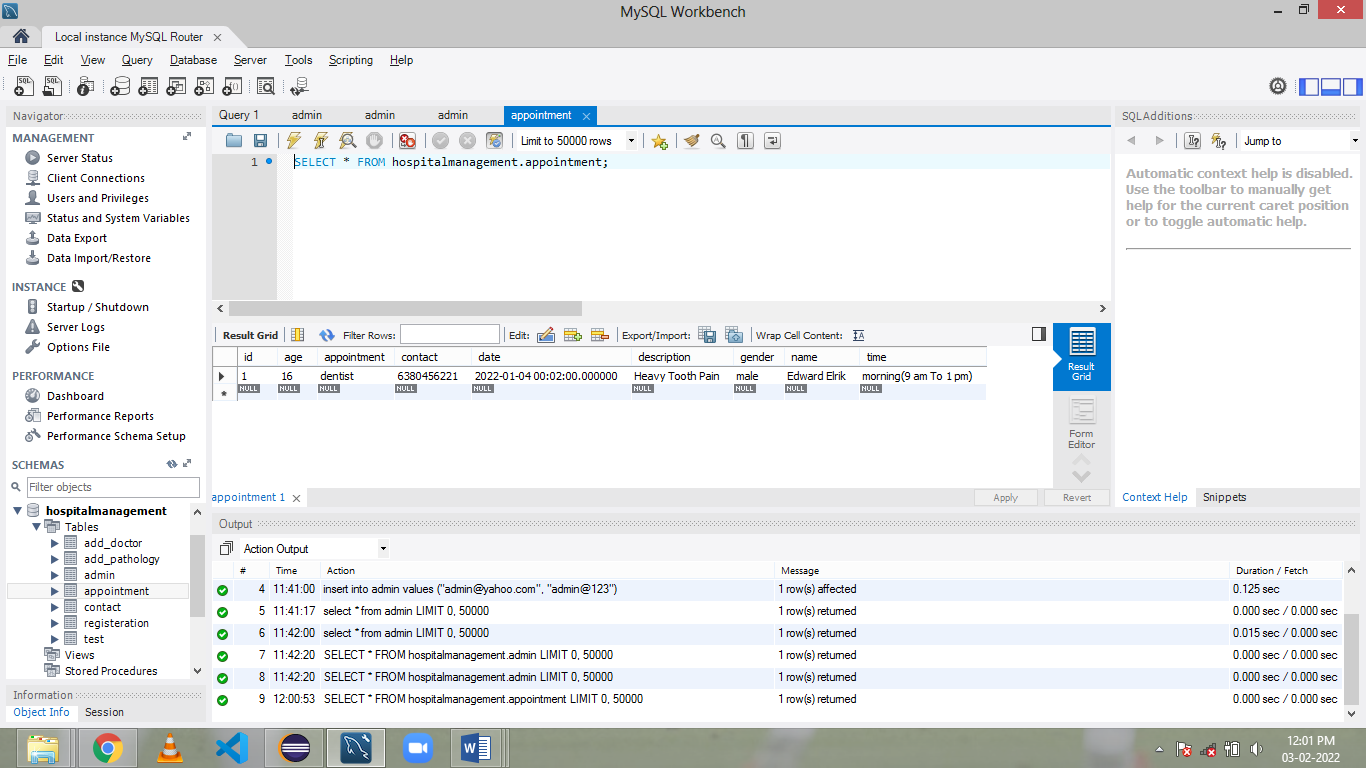 MySQL Workbench
Local instance MySQL Router
File Edit View Query Database Server Tools Scripting Help
Navigator
MANAGEMENT
Server Status
Client Connections
Users and Privileges
Status and System Variables
Data Export
Data Import/Restore
INSTANCE
Startup / Shutdown
Server Logs
Options File
PERFORMANCE
Dashboard
Performance Reports
Performance Schema Setup
SCHEMAS
Filter objects
hospitalmanagement
Tables
add_doctor
add_pathology
admin
appointment
contact
registeration
test
Views
Stored Procedures
Information
Object Info Session
Query 1 admin admin admin appointment
Limit to 50000 rows
1 SELECT * FROM hospitalmanagement.appointment;
Result Grid Filter Rows: Edit: Export/Import: Wrap Cell Content:
id age appointment contact date description gender name time
1 16 dentist 6380456221 2022-01-04 00:02:00.000000 Heavy Tooth Pain male Edward Elrik morning(9 am To 1 pm)
NULL NULL NULL NULL NULL NULL NULL NULL NULL
Result
Grid
Form
Editor
appointment 1
Apply Revert
SQLAdditions
Jump to
Automatic context help is disabled.
Use the toolbar to manually get
help for the current caret position
or to toggle automatic help.
Context Help Snippets
Output
Action Output
# Time Action Message Duration / Fetch
4 11:41:00 insert into admin values ("admin@yahoo.com", "admin@123") 1 row(s) affected 0.125 sec
5 11:41:17 select *from admin LIMIT 0, 50000 1 row(s) returned 0.000 sec / 0.000 sec
6 11:42:00 select *from admin LIMIT 0, 50000 1 row(s) returned 0.015 sec / 0.000 sec
7 11:42:20 SELECT * FROM hospitalmanagement.admin LIMIT 0, 50000 1 row(s) returned 0.000 sec / 0.000 sec
8 11:42:20 SELECT * FROM hospitalmanagement.admin LIMIT 0, 50000 1 row(s) returned 0.000 sec / 0.000 sec
9 12:00:53 SELECT * FROM hospitalmanagement.appointment LIMIT 0, 50000 1 row(s) returned 0.000 sec / 0.000 sec
12:01 PM
03-02-2022